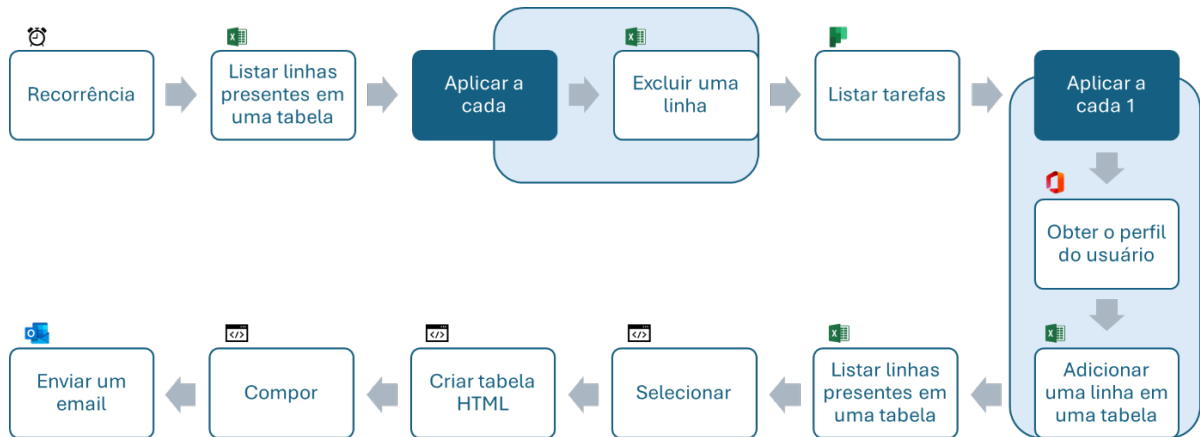 Recorrência
Listar linhas
presentes em
uma tabela
Aplicar a
cada
Excluir uma
linha
Listar tarefas
Aplicar a
cada 1
Obter o perfil
do usuário
Adicionar
uma linha em
uma tabela
Listar linhas
presentes em
uma tabela
Selecionar
Criar tabela
HTML
Compor
Enviar um
email